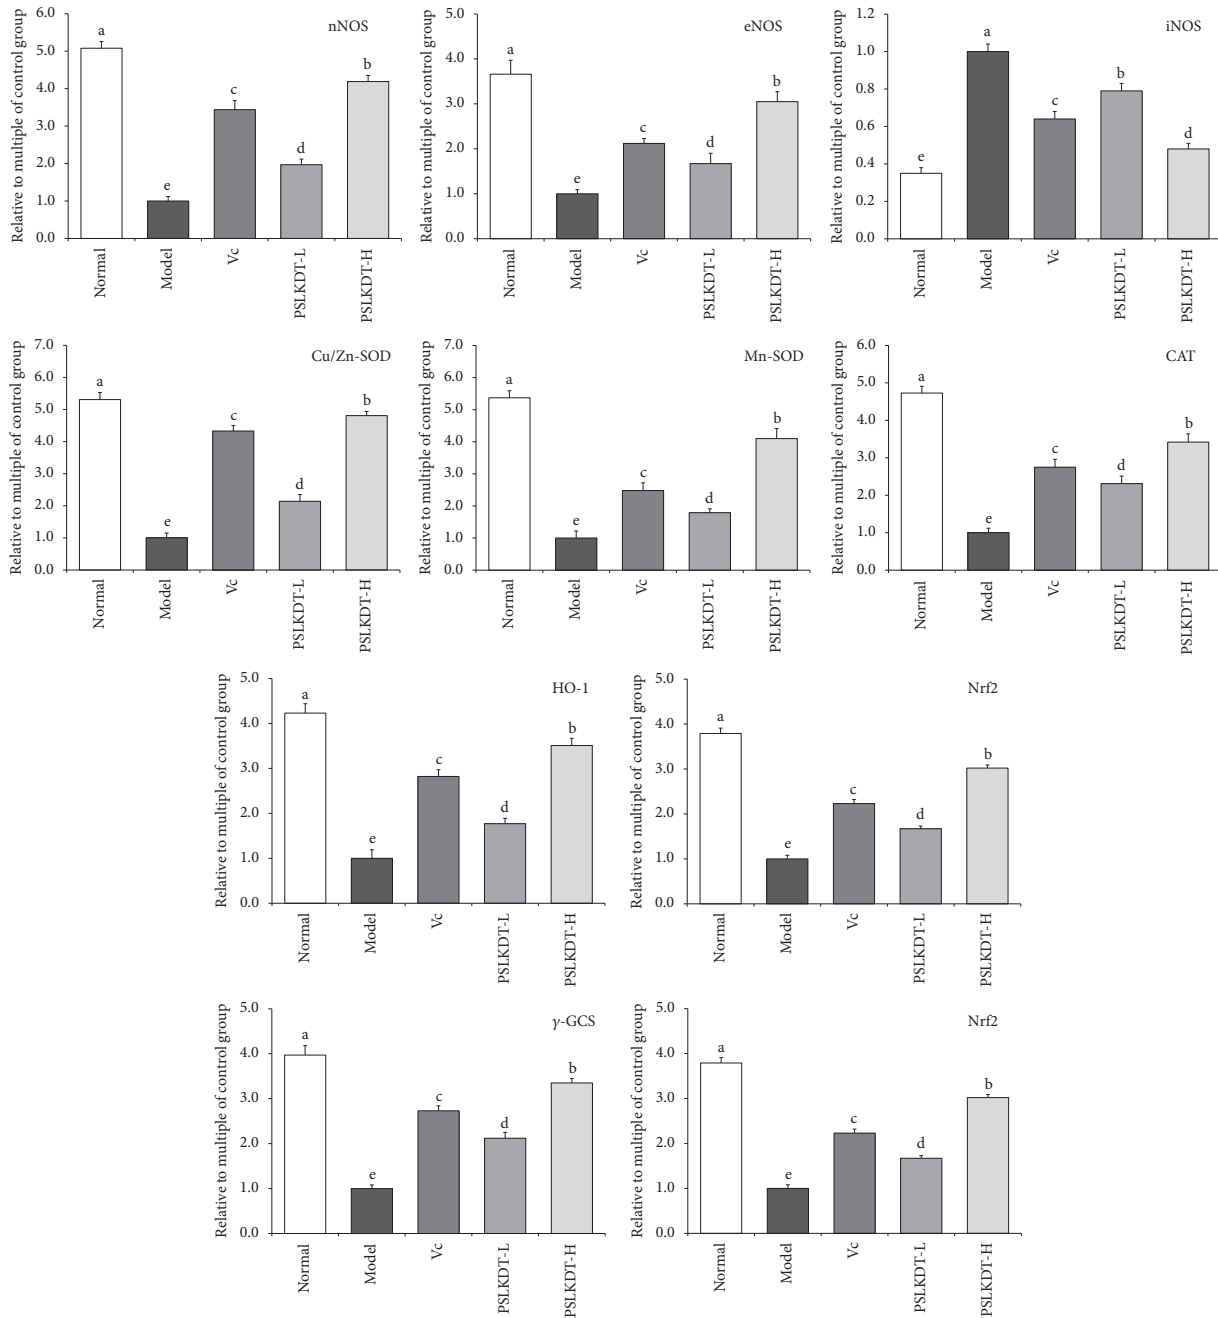 Relative to multiple of control group
6.0
5.0
4.0
3.0
2.0
1.0
0.0
nNOS
a
e
c
d
b
Normal
Model
Vc
PSLKDT-L
PSLKDT-H
Relative to multiple of control group
5.0
4.0
3.0
2.0
1.0
0.0
eNOS
a
e
c
d
b
Normal
Model
Vc
PSLKDT-L
PSLKDT-H
Relative to multiple of control group
1.2
1.0
0.8
0.6
0.4
0.2
0.0
iNOS
e
a
c
b
d
Normal
Model
Vc
PSLKDT-L
PSLKDT-H
Relative to multiple of control group
7.0
6.0
5.0
4.0
3.0
2.0
1.0
0.0
Cu/Zn-SOD
a
e
c
d
b
Normal
Model
Vc
PSLKDT-L
PSLKDT-H
Relative to multiple of control group
7.0
6.0
5.0
4.0
3.0
2.0
1.0
0.0
Mn-SOD
a
e
c
d
b
Normal
Model
Vc
PSLKDT-L
PSLKDT-H
Relative to multiple of control group
6.0
5.0
4.0
3.0
2.0
1.0
0.0
CAT
a
e
c
d
b
Normal
Model
Vc
PSLKDT-L
PSLKDT-H
Relative to multiple of control group
5.0
4.0
3.0
2.0
1.0
0.0
HO-1
a
e
c
d
b
Normal
Model
Vc
PSLKDT-L
PSLKDT-H
Relative to multiple of control group
5.0
4.0
3.0
2.0
1.0
0.0
Nrf2
a
e
c
d
b
Normal
Model
Vc
PSLKDT-L
PSLKDT-H
Relative to multiple of control group
5.0
4.0
3.0
2.0
1.0
0.0
γ-GCS
a
e
c
d
b
Normal
Model
Vc
PSLKDT-L
PSLKDT-H
Relative to multiple of control group
5.0
4.0
3.0
2.0
1.0
0.0
Nrf2
a
e
c
d
b
Normal
Model
Vc
PSLKDT-L
PSLKDT-H